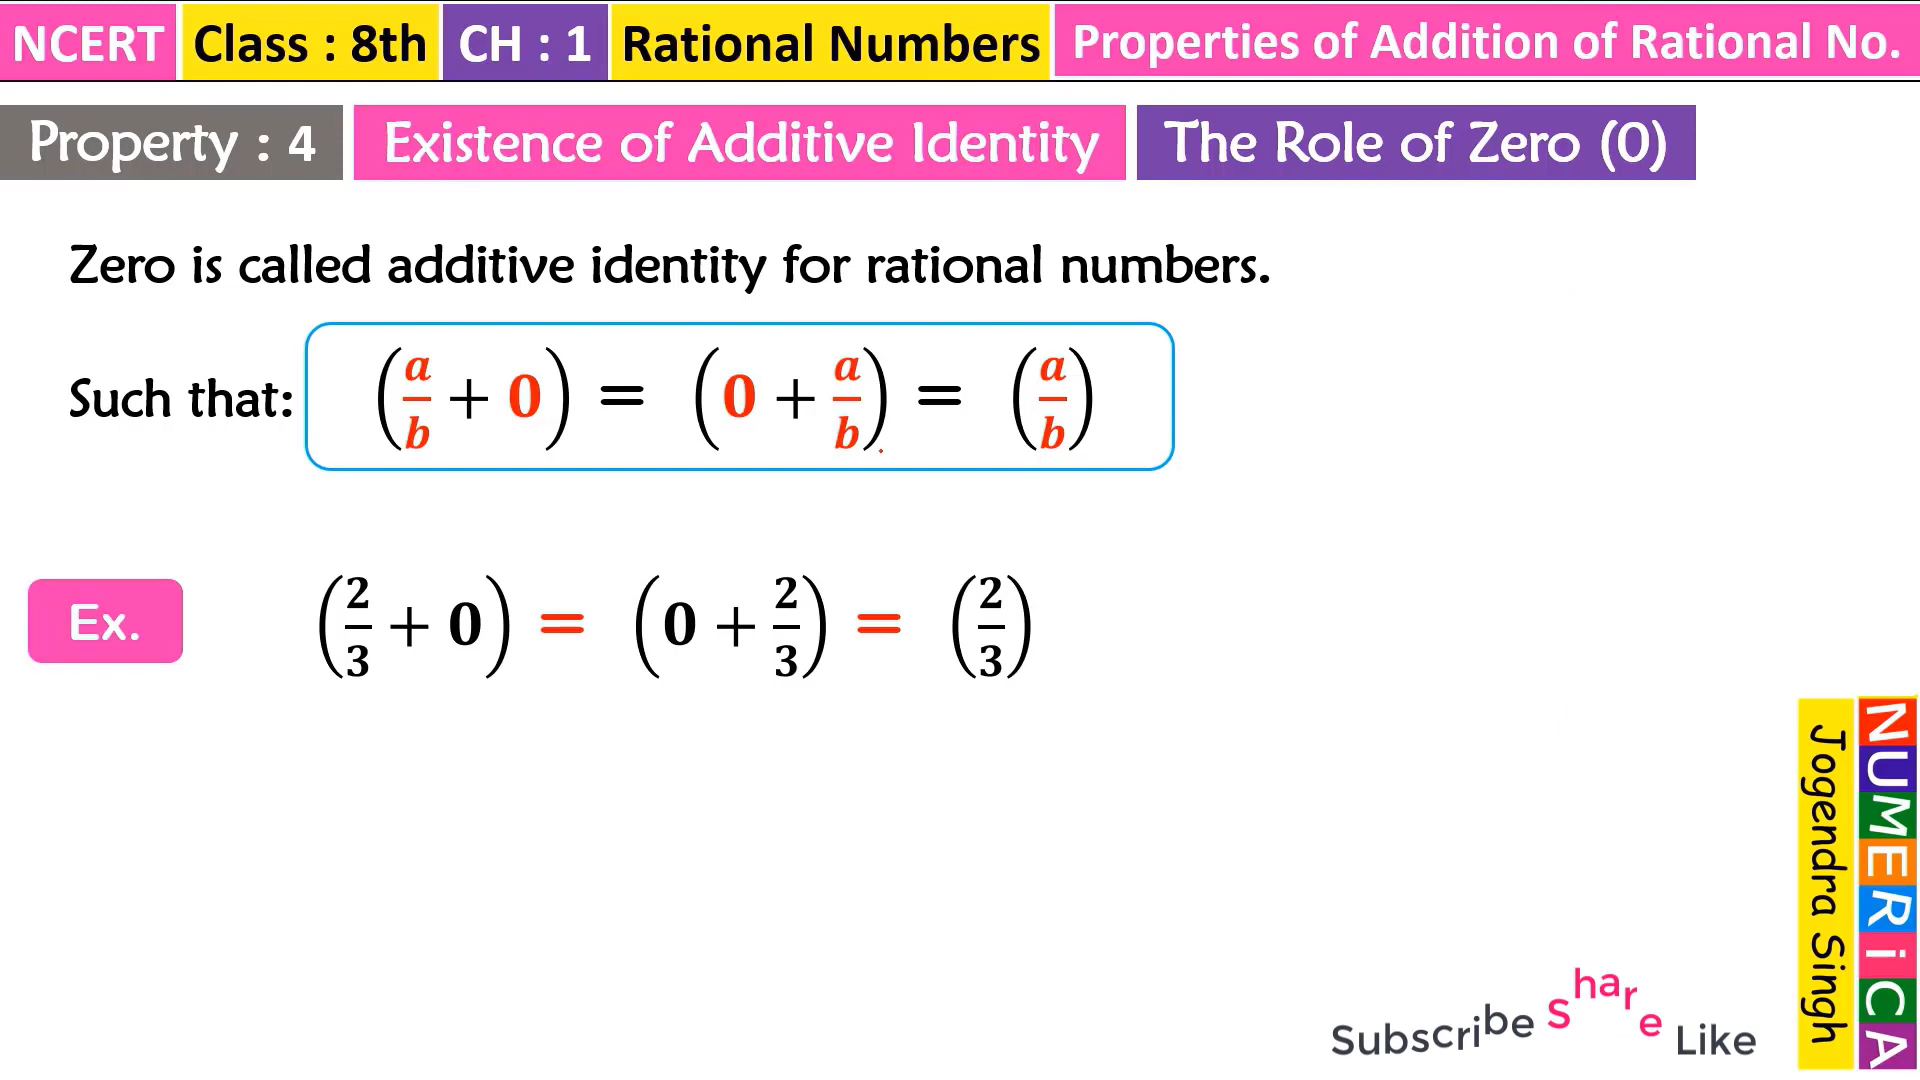 NCERT Class : 8th CH : 1 Rational Numbers Properties of Addition of Rational No.
Property : 4 Existence of Additive Identity The Role of Zero (0)
Zero is called additive identity for rational numbers.
Such that: (a/b + 0) = (0 + a/b) = (a/b)
Ex. (2/3 + 0) = (0 + 2/3) = (2/3)
NUMERiCA
Jogendra Singh
Subscribe Share Like